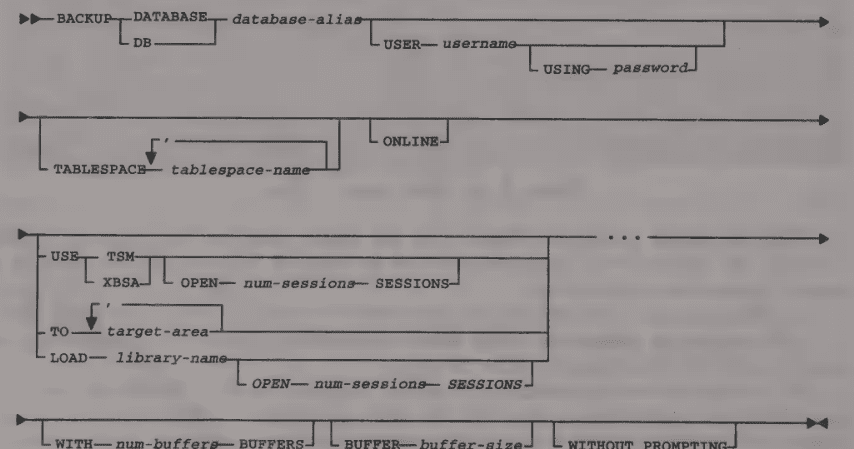 BACKUP DATABASE database-alias
DB
USER username
USING password
TABLESPACE tablespace-name
,
ONLINE
...
USE TSM
XBSA
OPEN num-sessions SESSIONS
,
TO target-area
LOAD library-name
OPEN num-sessions SESSIONS
WITH num-buffers BUFFERS
BUFFER buffer-size
WITHOUT PROMPTING